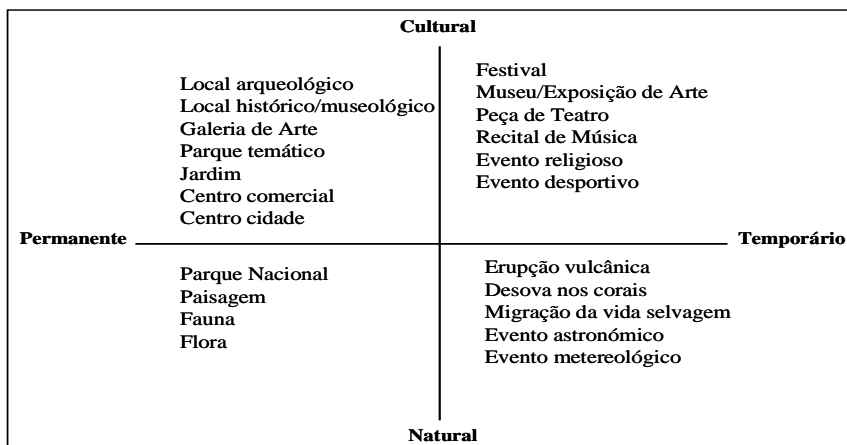 Cultural
Local arqueológico
Local histórico/museológico
Galeria de Arte
Parque temático
Jardim
Centro comercial
Centro cidade
Festival
Museu/Exposição de Arte
Peça de Teatro
Recital de Música
Evento religioso
Evento desportivo
Permanente
Temporário
Parque Nacional
Paisagem
Fauna
Flora
Erupção vulcânica
Desova nos corais
Migração da vida selvagem
Evento astronómico
Evento metereológico
Natural